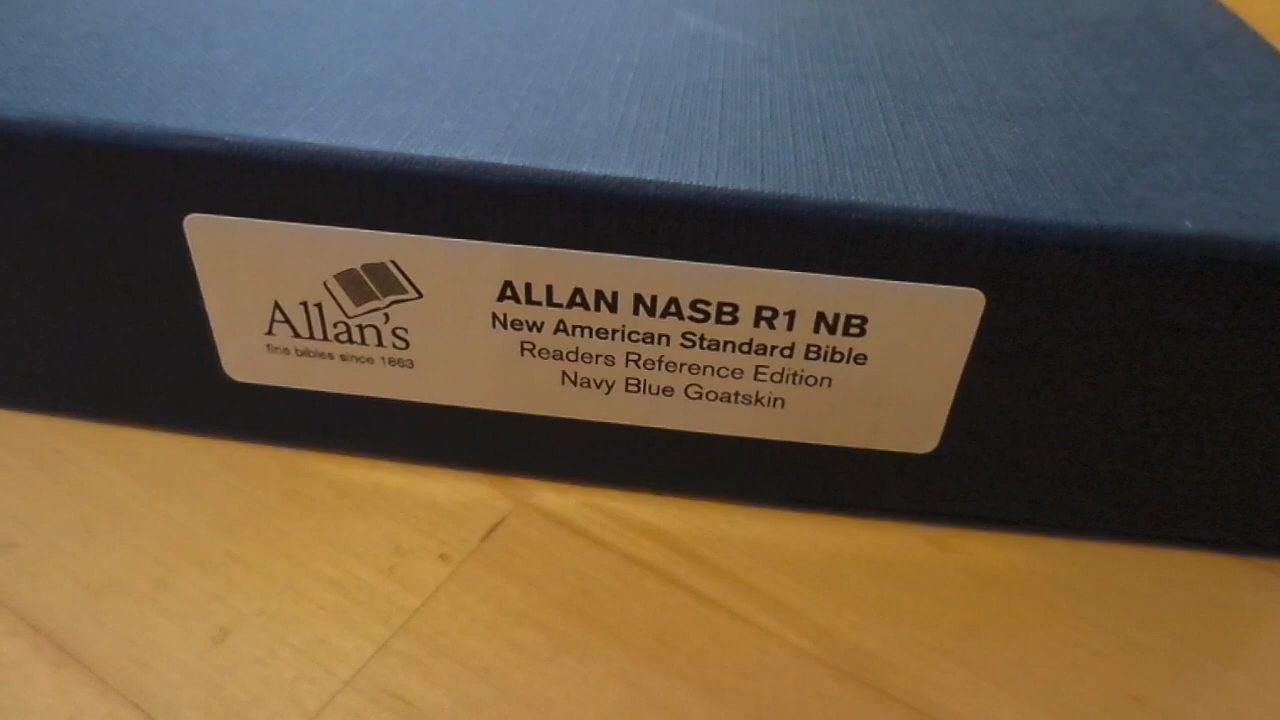 Allan's
fine bibles since 1863
ALLAN NASB R1 NB
New American Standard Bible
Readers Reference Edition
Navy Blue Goatskin